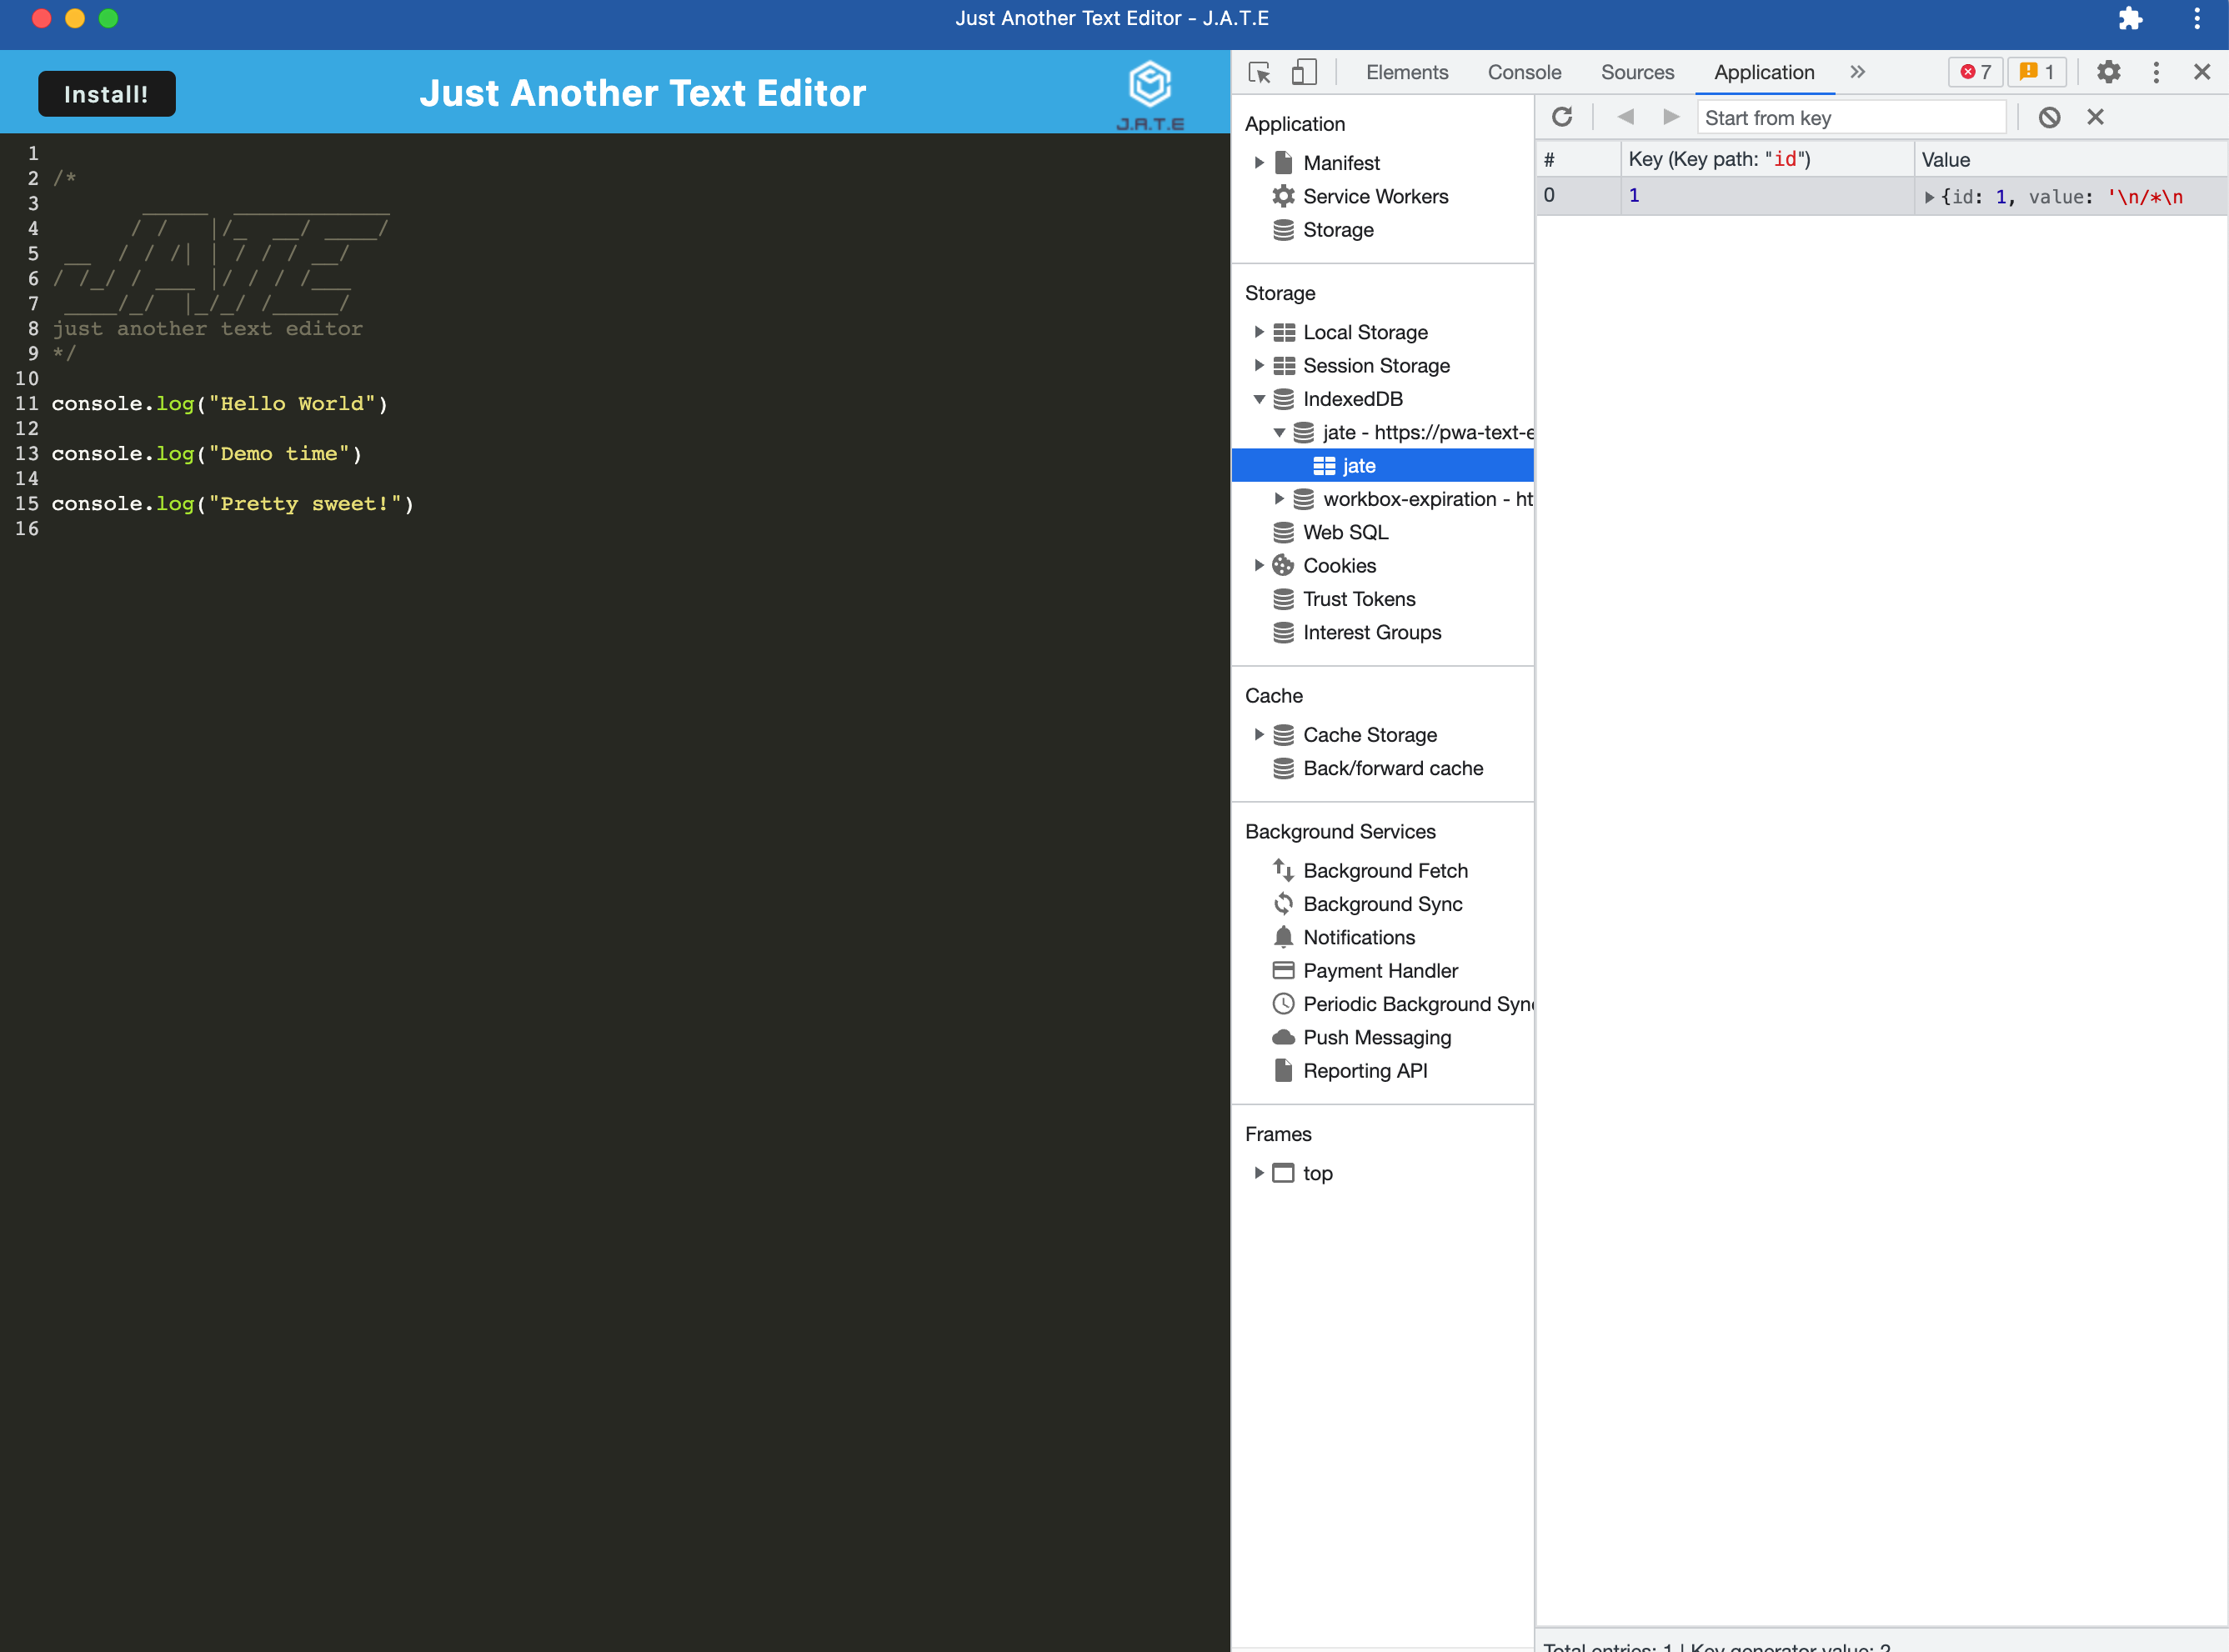 Just Another Text Editor - J.A.T.E
Install!
Just Another Text Editor
J.A.T.E
1
2 /*
3       _____  ____________
4      / /   |/_  __/ ____/
5  __  / / /| | / / / __/
6 / /_/ / ___ |/ / / /___
7  ____/_/  |_/_/ /_____/
8 just another text editor
9 */
10
11 console.log("Hello World")
12
13 console.log("Demo time")
14
15 console.log("Pretty sweet!")
16
Elements Console Sources Application 7 1
Application
Manifest
Service Workers
Storage
Storage
Local Storage
Session Storage
IndexedDB
jate - https://pwa-text-e
jate
workbox-expiration - ht
Web SQL
Cookies
Trust Tokens
Interest Groups
Cache
Cache Storage
Back/forward cache
Background Services
Background Fetch
Background Sync
Notifications
Payment Handler
Periodic Background Sync
Push Messaging
Reporting API
Frames
top
Start from key
# Key (Key path: "id") Value
0 1 {id: 1, value: '\n/*\n
Total entries: 1 | Key generator value: 2